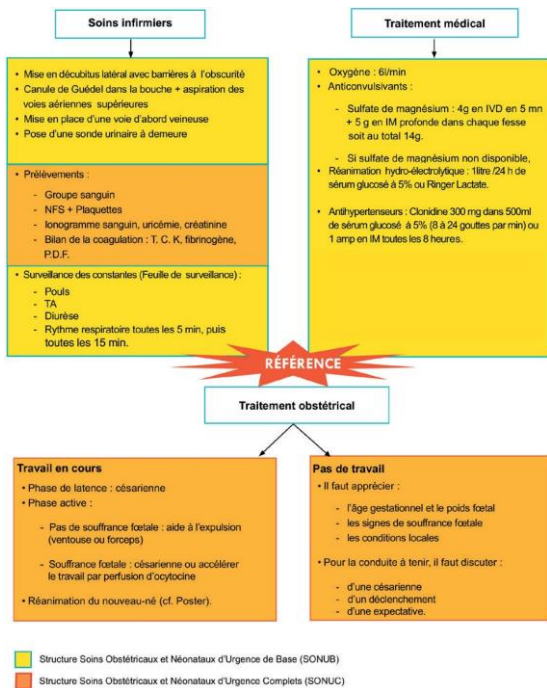 Soins infirmiers
• Mise en décubitus latéral avec barrières à l'obscurité
• Canule de Guédel dans la bouche + aspiration des
voies aériennes supérieures
• Mise en place d'une voie d'abord veineuse
• Pose d'une sonde urinaire à demeure
• Prélèvements :
- Groupe sanguin
- NFS + Plaquettes
- Ionogramme sanguin, uricémie, créatinine
- Bilan de la coagulation : T. C. K, fibrinogène,
P.D.F.
• Surveillance des constantes (Feuille de surveillance) :
- Pouls
- TA
- Diurèse
- Rythme respiratoire toutes les 5 min, puis
toutes les 15 min.
Traitement médical
• Oxygène : 6l/min
• Anticonvulsivants :
- Sulfate de magnésium : 4g en IVD en 5 mn
+ 5 g en IM profonde dans chaque fesse
soit au total 14g.
- Si sulfate de magnésium non disponible,
• Réanimation hydro-électrolytique : 1litre /24 h de
sérum glucosé à 5% ou Ringer Lactate.
• Antihypertenseurs : Clonidine 300 mg dans 500ml
de sérum glucosé à 5% (8 à 24 gouttes par min) ou
1 amp en IM toutes les 8 heures.
RÉFÉRENCE
Traitement obstétrical
Travail en cours
• Phase de latence : césarienne
• Phase active :
- Pas de souffrance fœtale : aide à l'expulsion
(ventouse ou forceps)
- Souffrance fœtale : césarienne ou accélérer
le travail par perfusion d'ocytocine
• Réanimation du nouveau-né (cf. Poster).
Pas de travail
• Il faut apprécier :
- l'âge gestationnel et le poids fœtal
- les signes de souffrance fœtale
- les conditions locales
• Pour la conduite à tenir, il faut discuter :
- d'une césarienne
- d'un déclenchement
- d'une expectative.
Structure Soins Obstétricaux et Néonataux d'Urgence de Base (SONUB)
Structure Soins Obstétricaux et Néonataux d'Urgence Complets (SONUC)